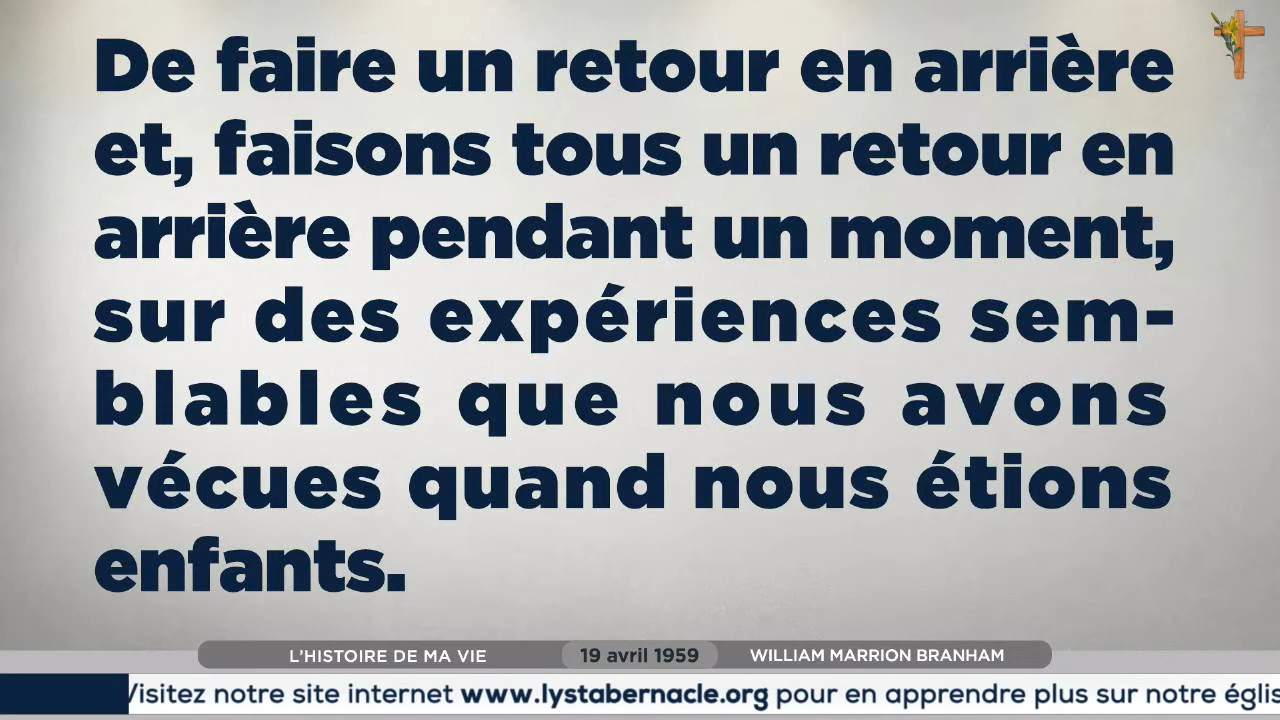 De faire un retour en arrière
et, faisons tous un retour en
arrière pendant un moment,
sur des expériences sem-
blables que nous avons
vécues quand nous étions
enfants.
L'HISTOIRE DE MA VIE 19 avril 1959 WILLIAM MARRION BRANHAM
Visitez notre site internet www.lystabernacle.org pour en apprendre plus sur notre églis